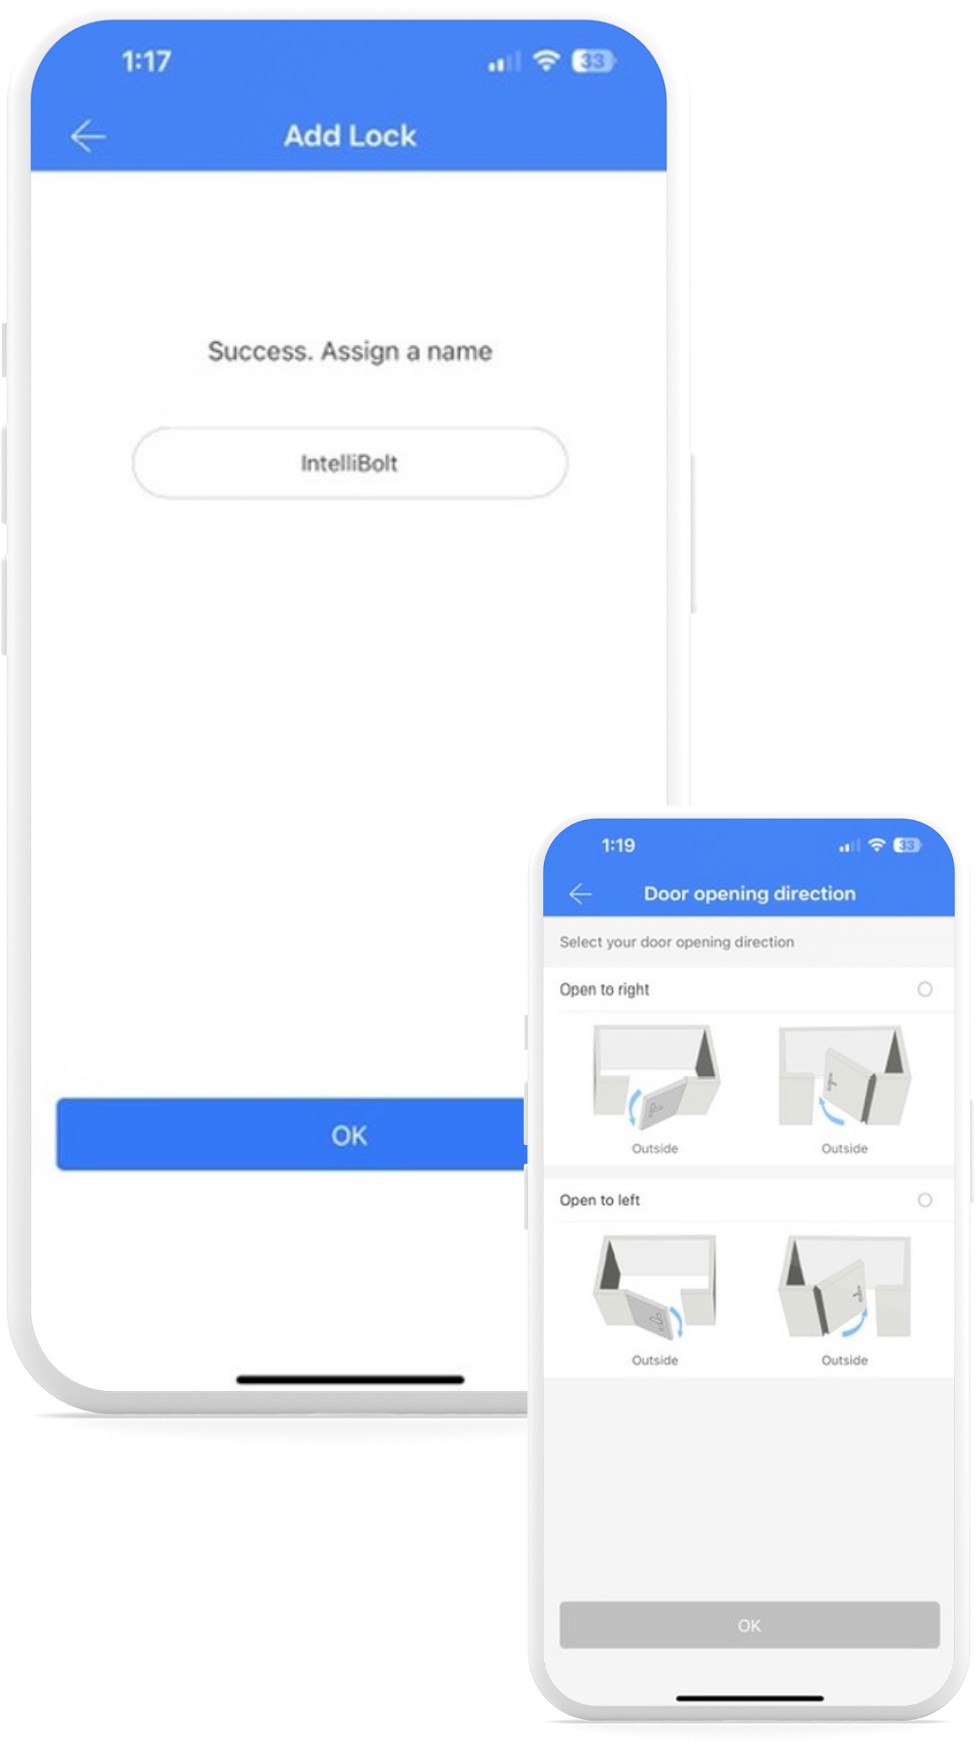 1:17
33
Add Lock
Success. Assign a name
IntelliBolt
OK
1:19
33
Door opening direction
Select your door opening direction
Open to right
Outside
Outside
Open to left
Outside
Outside
OK